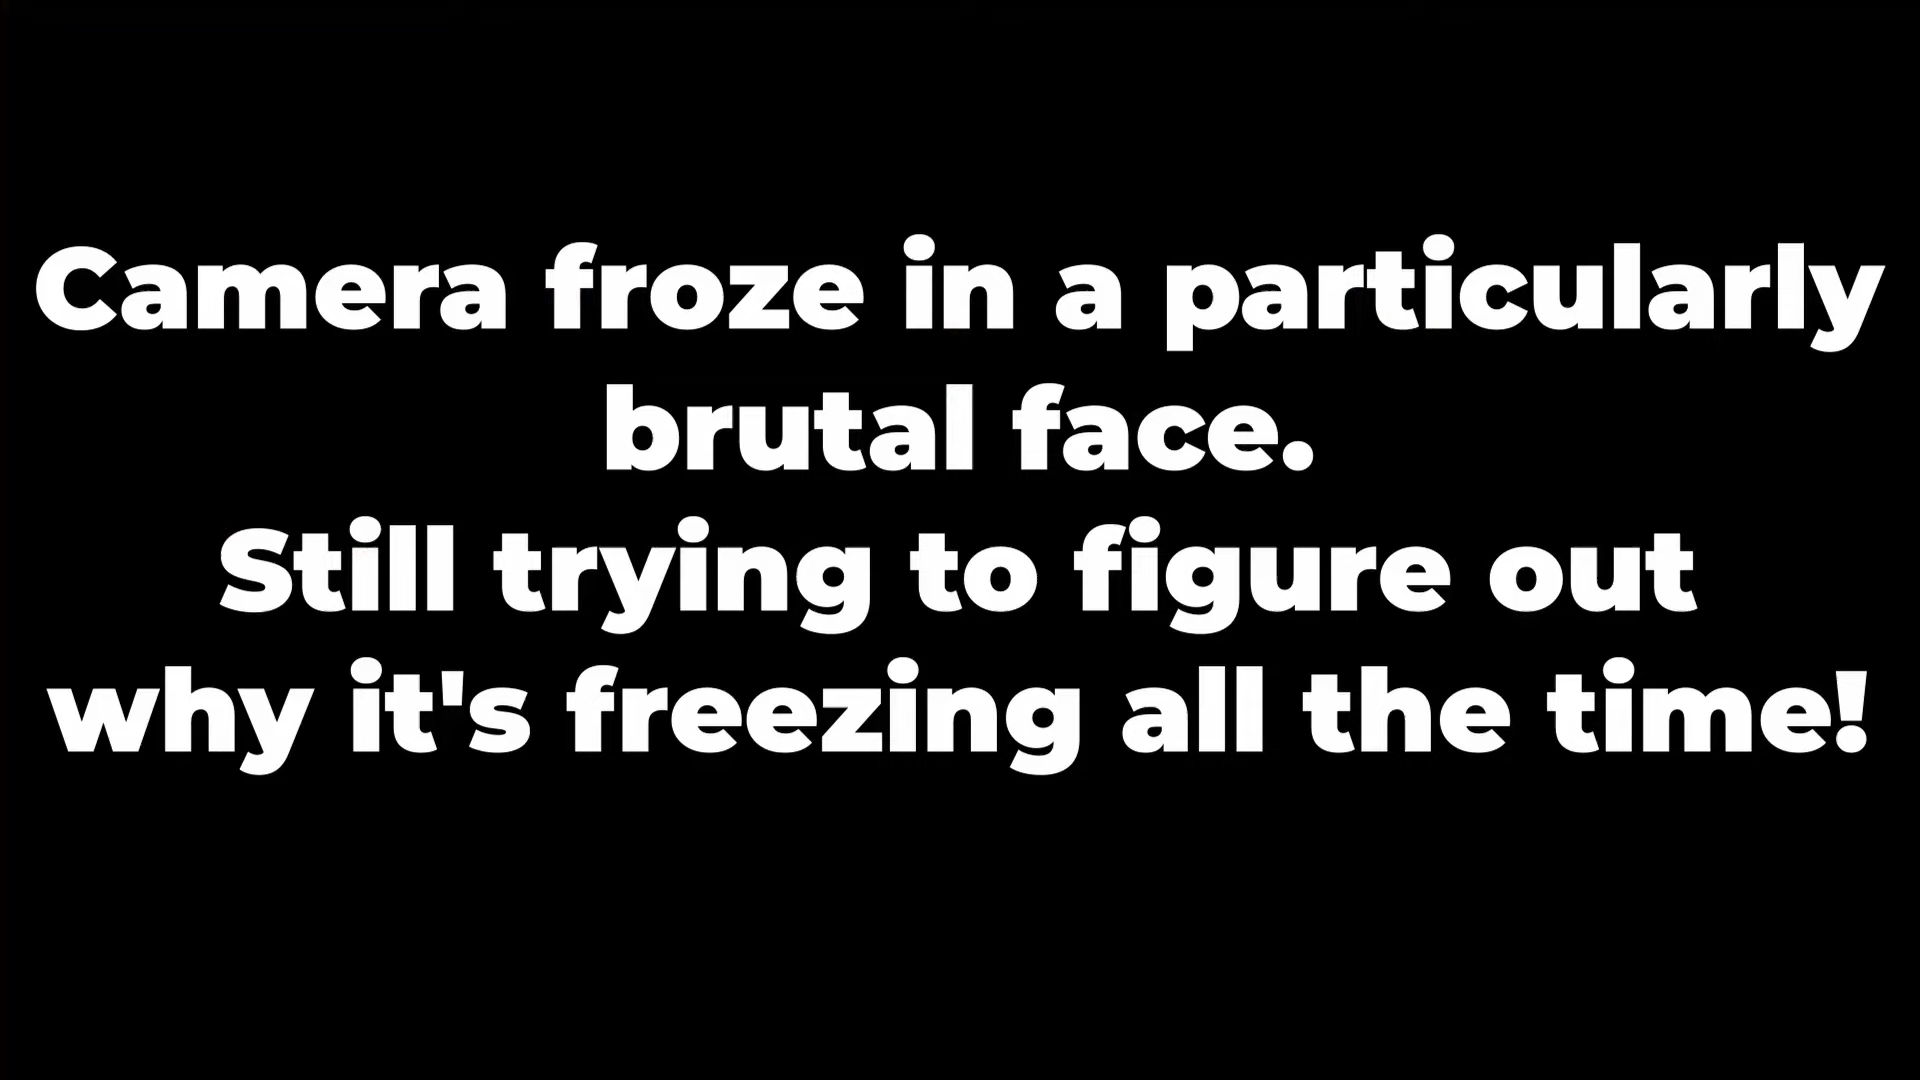 Camera froze in a particularly
brutal face.
Still trying to figure out
why it's freezing all the time!